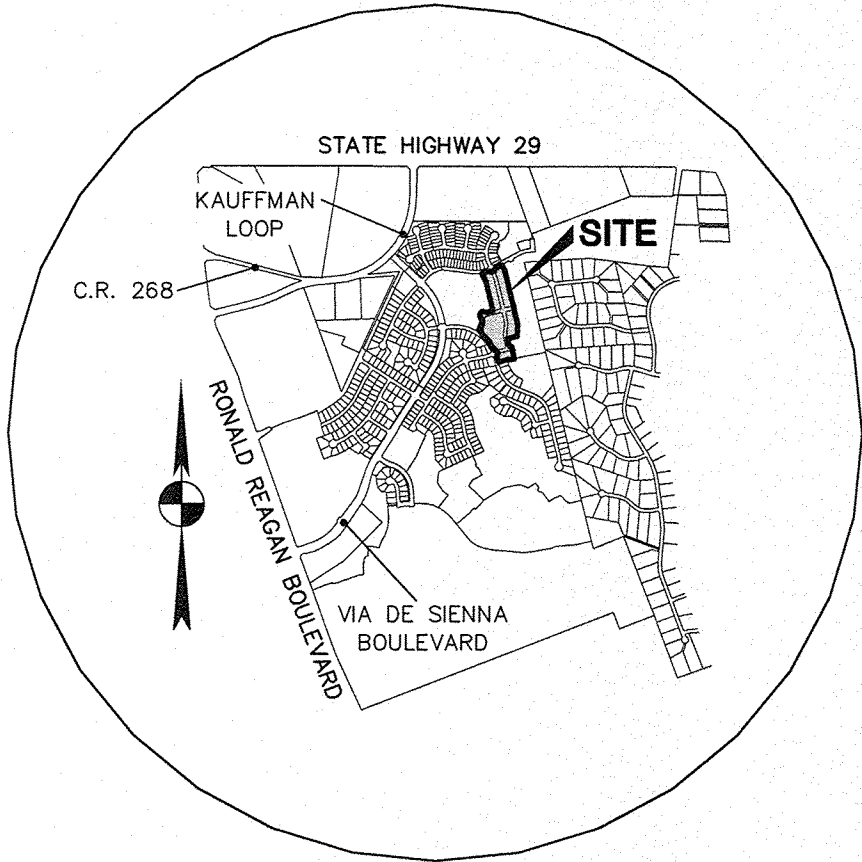 STATE HIGHWAY 29
KAUFFMAN
LOOP
SITE
C.R. 268
RONALD REAGAN BOULEVARD
VIA DE SIENNA
BOULEVARD